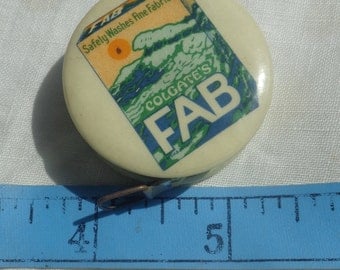 FAB
Safely Washes Fine Fabrics
COLGATE'S
FAB
4
5